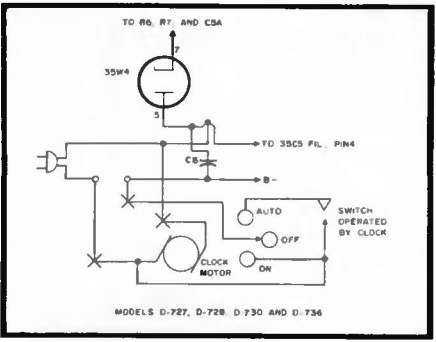 TO R6, R7, AND C5A
7
35W4
5
TO 35C5 FIL. PIN4
C8
B-
AUTO
SWITCH
OPERATED
BY CLOCK
OFF
ON
CLOCK
MOTOR
MODELS D-727, D-728, D-730 AND D-736